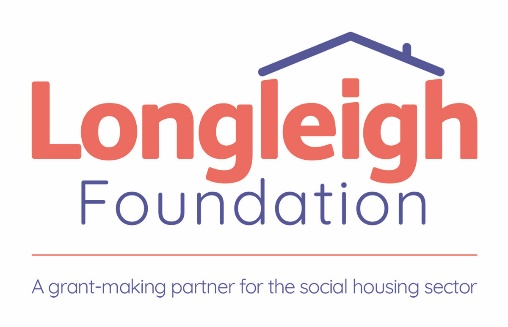 Longleigh
Foundation
A grant-making partner for the social housing sector